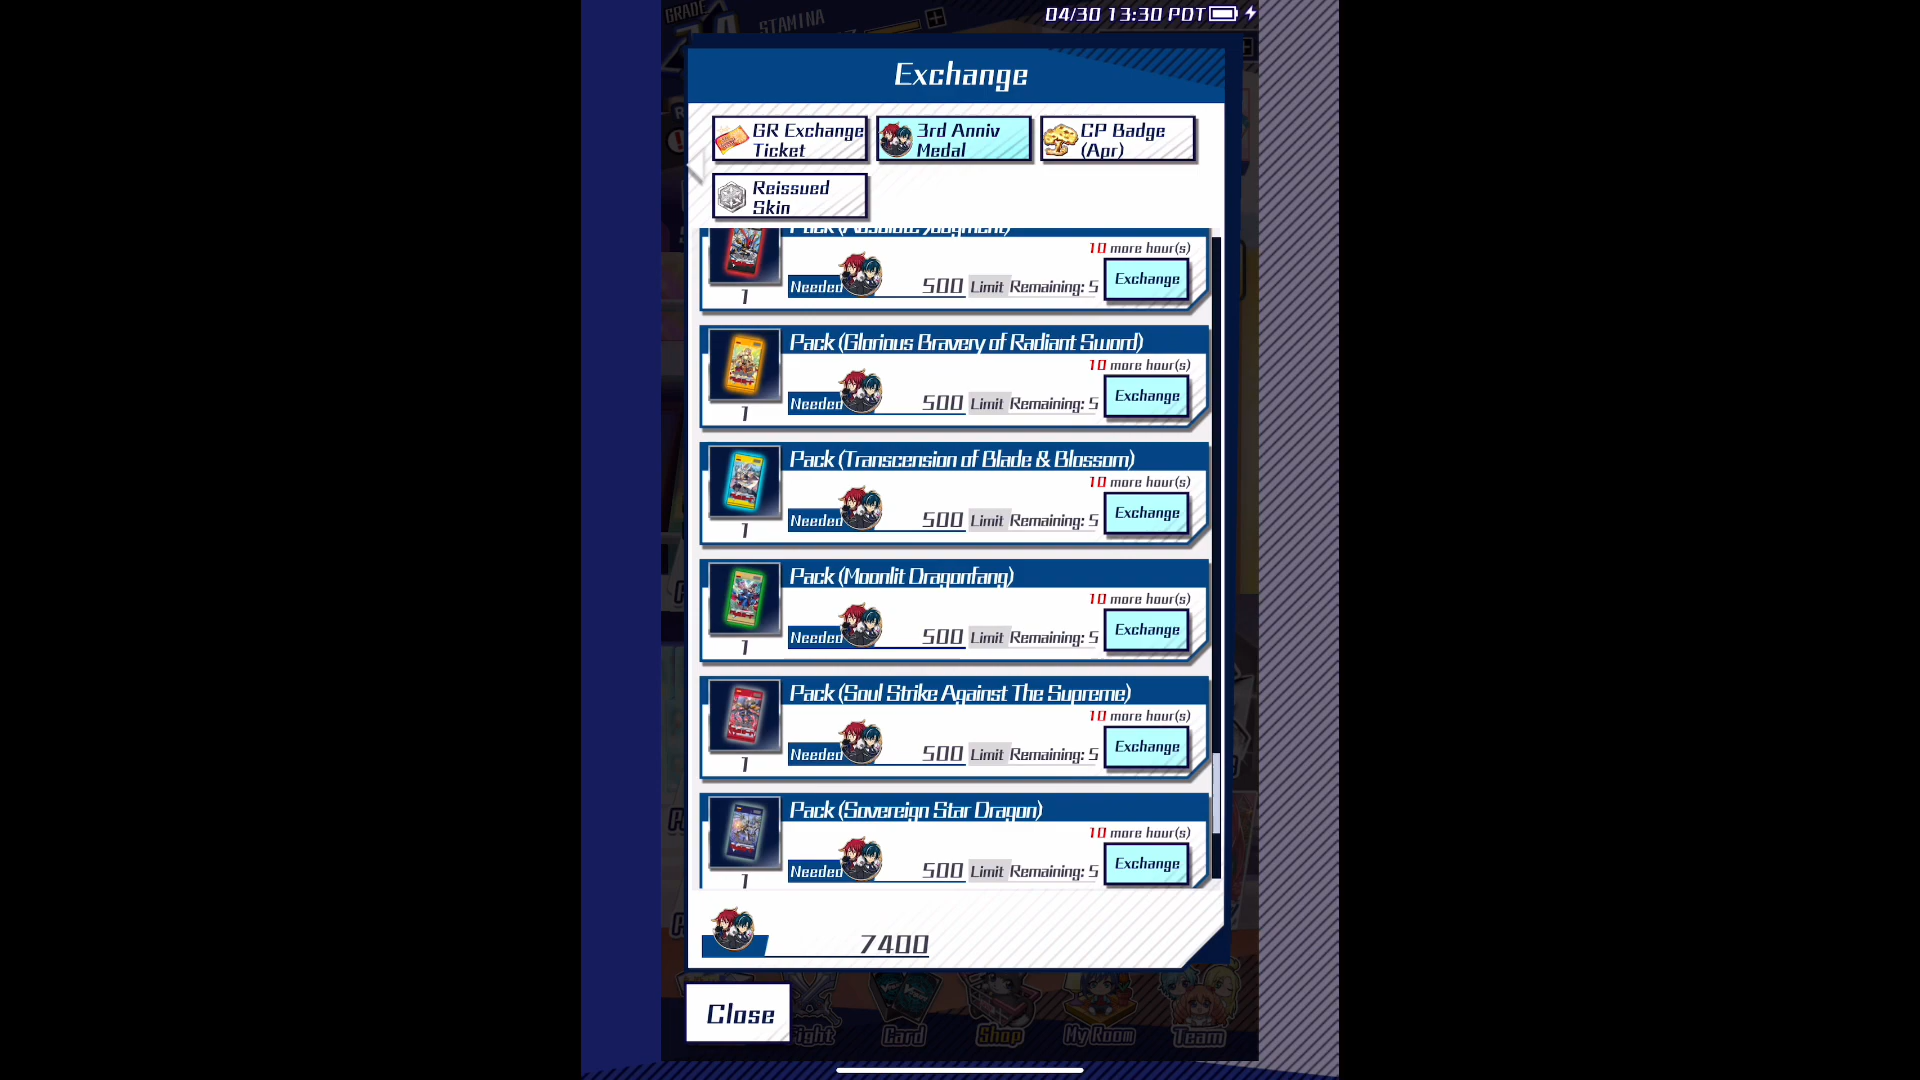 GRADE
STAMINA
04/30 13:30 PDT
Exchange
GR Exchange
Ticket
3rd Anniv
Medal
CP Badge
(Apr)
Reissued
Skin
Pack (Absolute Judgment)
10 more hour(s)
1
Needed 500 Limit Remaining: 5 Exchange
Pack (Glorious Bravery of Radiant Sword)
10 more hour(s)
1
Needed 500 Limit Remaining: 5 Exchange
Pack (Transcension of Blade & Blossom)
10 more hour(s)
1
Needed 500 Limit Remaining: 5 Exchange
Pack (Moonlit Dragonfang)
10 more hour(s)
1
Needed 500 Limit Remaining: 5 Exchange
Pack (Soul Strike Against The Supreme)
10 more hour(s)
1
Needed 500 Limit Remaining: 5 Exchange
Pack (Sovereign Star Dragon)
10 more hour(s)
1
Needed 500 Limit Remaining: 5 Exchange
7400
Close
Card
Shop
My Room
Team